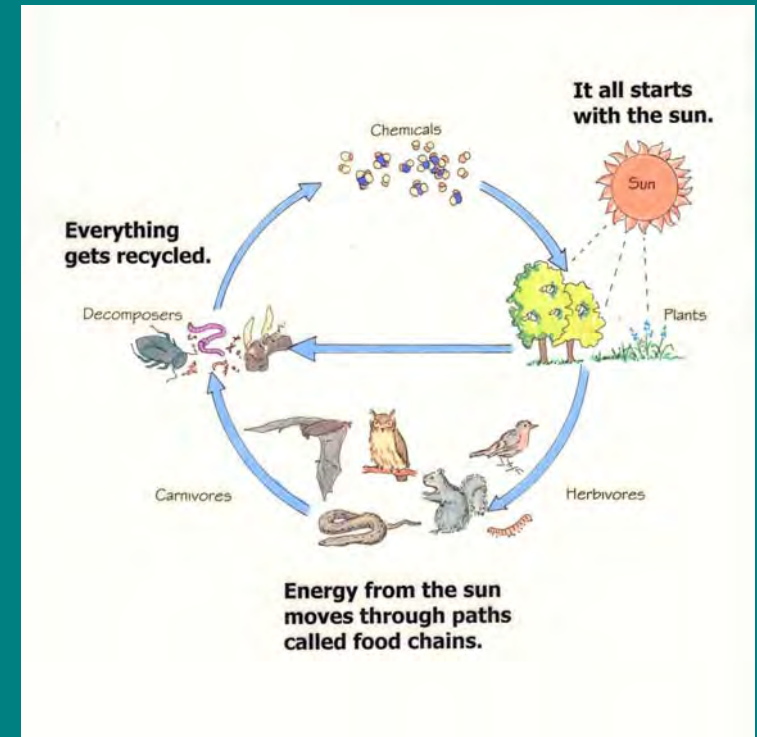 It all starts
with the sun.
Chemicals
Sun
Everything
gets recycled.
Decomposers
Plants
Carnivores
Herbivores
Energy from the sun
moves through paths
called food chains.